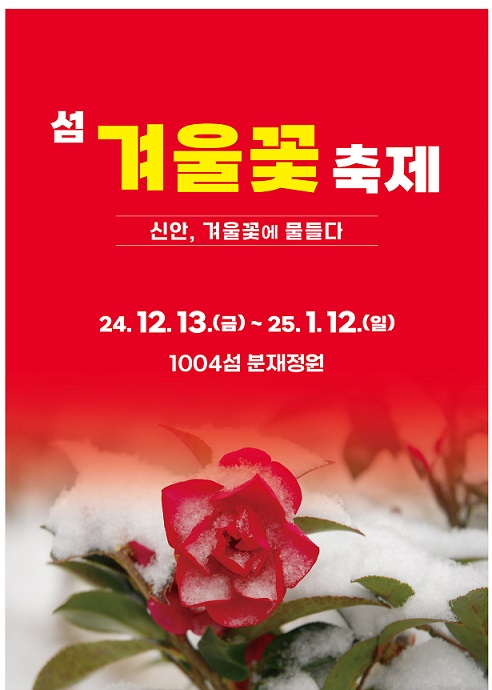 섬 겨울꽃 축제
신안, 겨울꽃에 물들다
24. 12. 13.(금) ~ 25. 1. 12.(일)
1004섬 분재정원